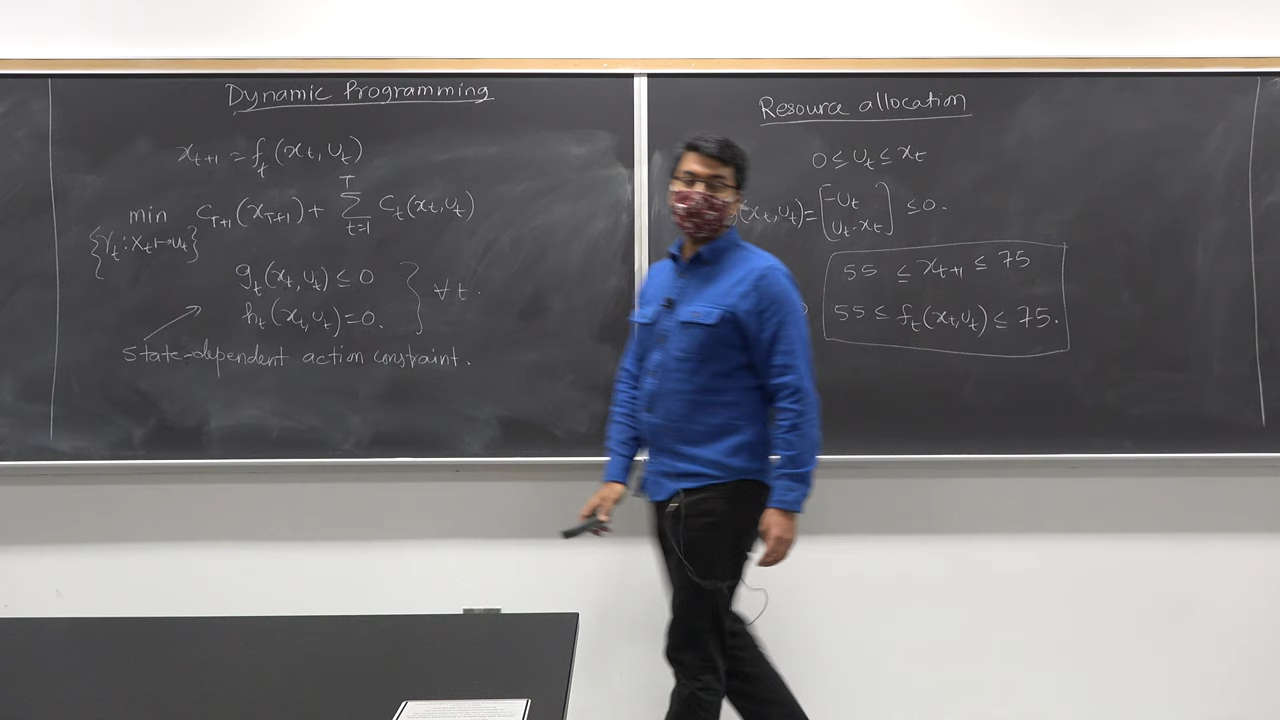 Dynamic Programming
x_{t+1} = f_t(x_t, u_t)
min_{\{γ_t : X_t ↦ u_t\}} C_{T+1}(x_{T+1}) + \sum_{t=1}^{T} C_t(x_t, u_t)
g_t(x_t, u_t) ≤ 0
h_t(x_t, u_t) = 0. } ∀ t.
State-dependent action constraint.
Resource allocation
0 ≤ u_t ≤ x_t
(x_t, u_t) = [-u_t ; u_t - x_t] ≤ 0.
55 ≤ x_{t+1} ≤ 75
55 ≤ f_t(x_t, u_t) ≤ 75.